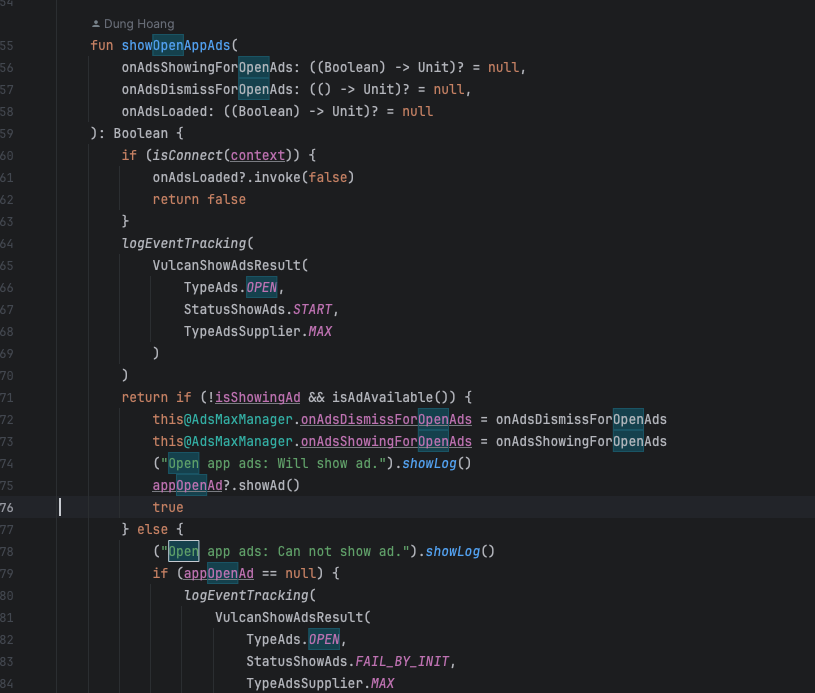 54
Dung Hoang
55 fun showOpenAppAds(
56 onAdsShowingForOpenAds: ((Boolean) -> Unit)? = null,
57 onAdsDismissForOpenAds: (() -> Unit)? = null,
58 onAdsLoaded: ((Boolean) -> Unit)? = null
59 ): Boolean {
60 if (isConnect(context)) {
61 onAdsLoaded?.invoke(false)
62 return false
63 }
64 logEventTracking(
65 VulcanShowAdsResult(
66 TypeAds.OPEN,
67 StatusShowAds.START,
68 TypeAdsSupplier.MAX
69 )
70 )
71 return if (!isShowingAd && isAdAvailable()) {
72 this@AdsMaxManager.onAdsDismissForOpenAds = onAdsDismissForOpenAds
73 this@AdsMaxManager.onAdsShowingForOpenAds = onAdsShowingForOpenAds
74 ("Open app ads: Will show ad.").showLog()
75 appOpenAd?.showAd()
76 true
77 } else {
78 ("Open app ads: Can not show ad.").showLog()
79 if (appOpenAd == null) {
80 logEventTracking(
81 VulcanShowAdsResult(
82 TypeAds.OPEN,
83 StatusShowAds.FAIL_BY_INIT,
84 TypeAdsSupplier.MAX